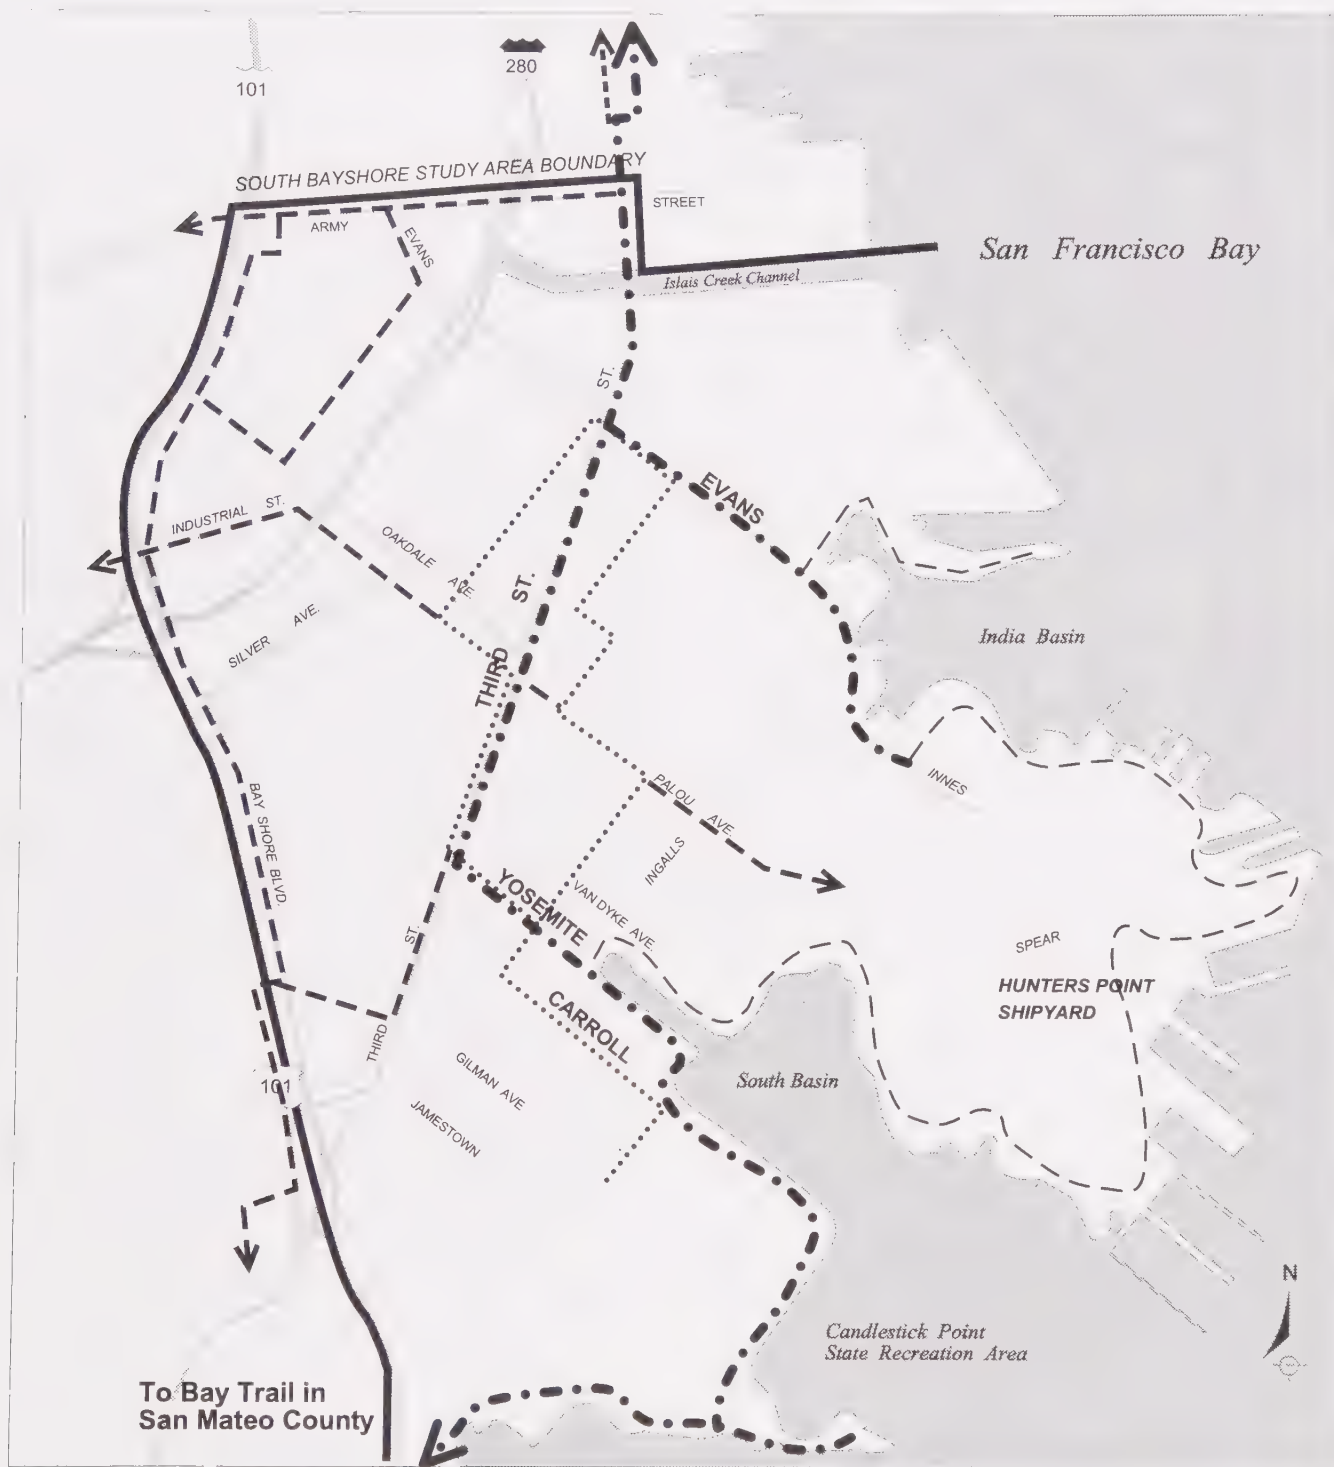 280
101
SOUTH BAYSHORE STUDY AREA BOUNDARY
STREET
ARMY
EVANS
San Francisco Bay
Islais Creek Channel
ST.
EVANS
INDUSTRIAL ST.
OAKDALE AVE.
THIRD ST.
SILVER AVE.
India Basin
INNES
BAY SHORE BLVD.
PALOU AVE.
INGALLS
YOSEMITE
VAN DYKE AVE.
SPEAR
HUNTERS POINT
SHIPYARD
THIRD ST.
CARROLL
GILMAN AVE
JAMESTOWN
101
South Basin
N
Candlestick Point
State Recreation Area
To Bay Trail in
San Mateo County